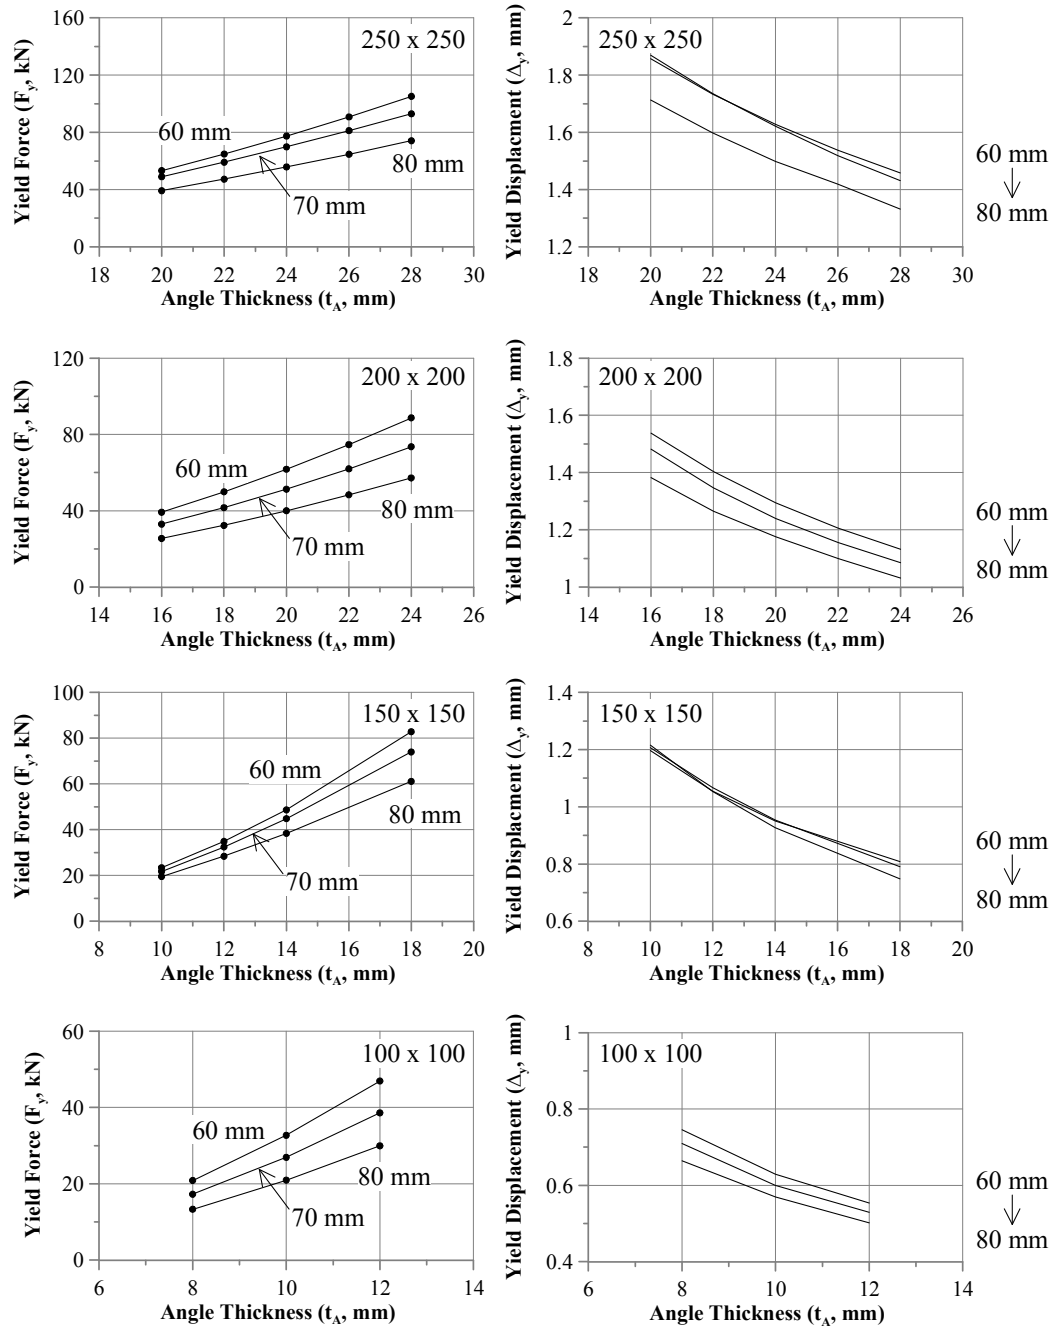 160
120
80
40
0
Yield Force (Fy, kN)
250 x 250
60 mm
70 mm
80 mm
18 20 22 24 26 28 30
Angle Thickness (tA, mm)
2
1.8
1.6
1.4
1.2
Yield Displacment (Δy, mm)
250 x 250
60 mm
80 mm
18 20 22 24 26 28 30
Angle Thickness (tA, mm)
120
80
40
0
Yield Force (Fy, kN)
200 x 200
60 mm
70 mm
80 mm
14 16 18 20 22 24 26
Angle Thickness (tA, mm)
1.8
1.6
1.4
1.2
1
Yield Displacment (Δy, mm)
200 x 200
60 mm
80 mm
14 16 18 20 22 24 26
Angle Thickness (tA, mm)
100
80
60
40
20
0
Yield Force (Fy, kN)
150 x 150
60 mm
70 mm
80 mm
8 10 12 14 16 18 20
Angle Thickness (tA, mm)
1.4
1.2
1
0.8
0.6
Yield Displacment (Δy, mm)
150 x 150
60 mm
80 mm
8 10 12 14 16 18 20
Angle Thickness (tA, mm)
60
40
20
0
Yield Force (Fy, kN)
100 x 100
60 mm
70 mm
80 mm
6 8 10 12 14
Angle Thickness (tA, mm)
1
0.8
0.6
0.4
Yield Displacment (Δy, mm)
100 x 100
60 mm
80 mm
6 8 10 12 14
Angle Thickness (tA, mm)